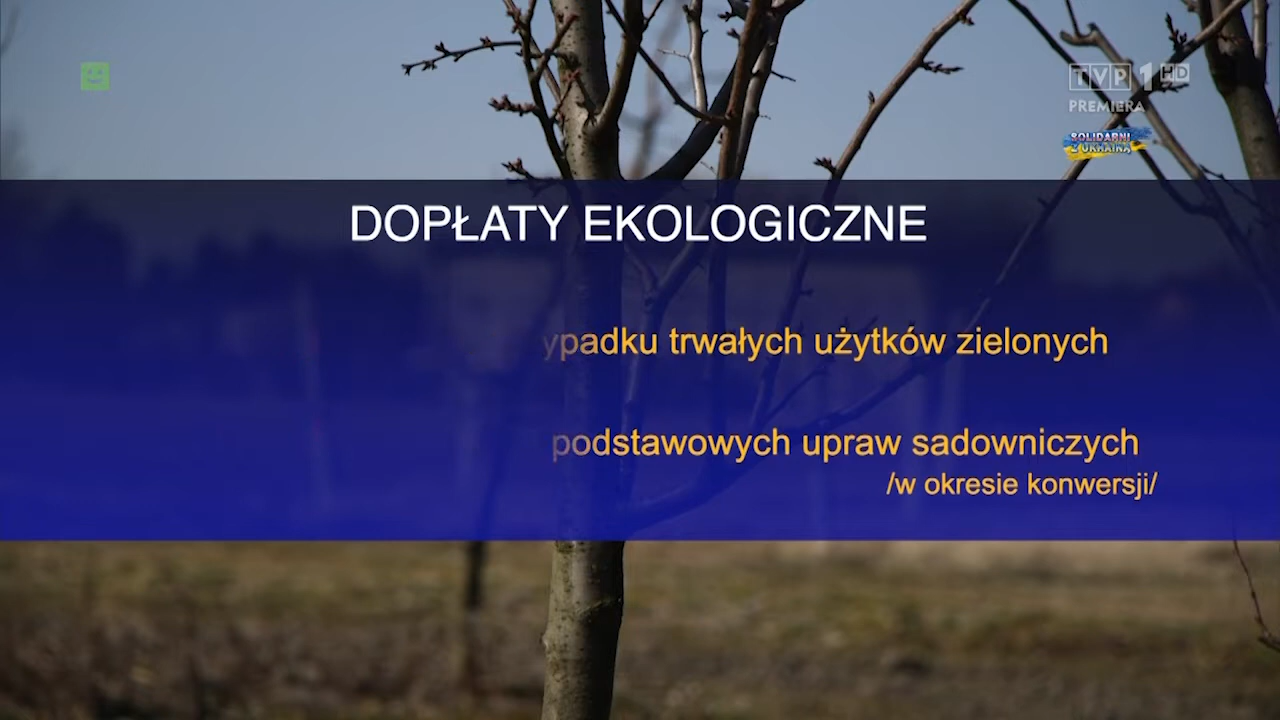 TVP 1 HD
PREMIERA
SOLIDARNI
Z UKRAINĄ
DOPŁATY EKOLOGICZNE
ypadku trwałych użytków zielonych
podstawowych upraw sadowniczych
/w okresie konwersji/